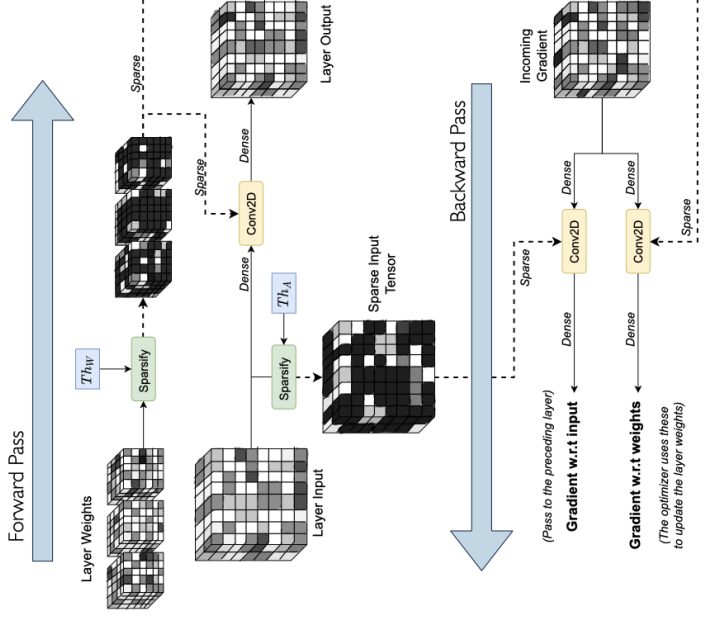 Forward Pass
Layer Weights
Th_W
Sparsify
Sparse
Sparse
Layer Input
Dense
Conv2D
Dense
Layer Output
Th_A
Sparsify
Sparse Input
Tensor
Backward Pass
Incoming
Gradient
Sparse
Dense
Conv2D
Dense
(Pass to the preceding layer)
Gradient w.r.t input
Dense
Conv2D
Dense
Sparse
Gradient w.r.t weights
(The optimizer uses these
to update the layer weights)